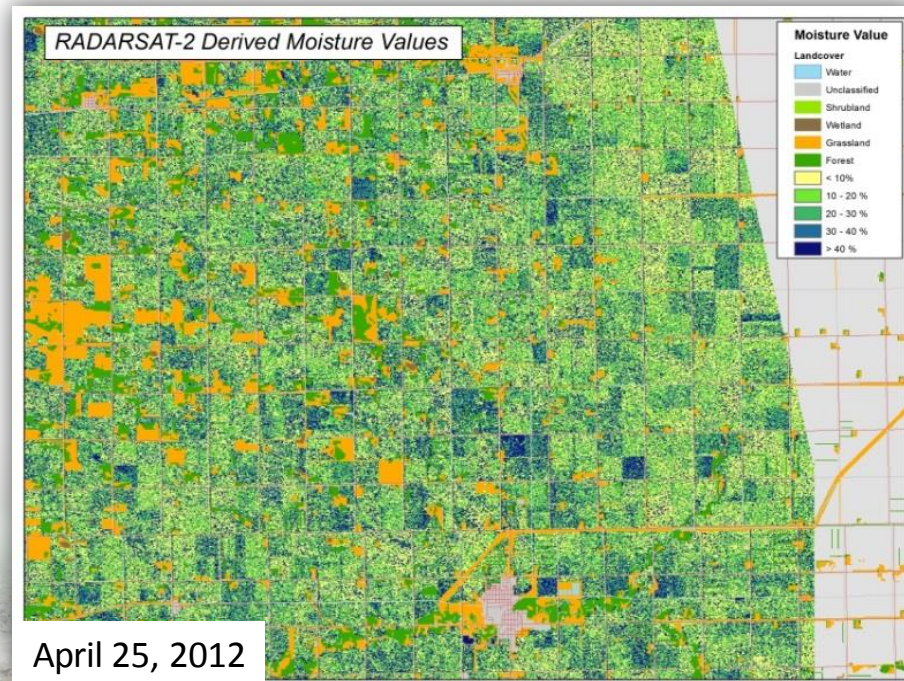 RADARSAT-2 Derived Moisture Values
Moisture Value
Landcover
Water
Unclassified
Shrubland
Wetland
Grassland
Forest
< 10%
10 - 20 %
20 - 30 %
30 - 40 %
> 40 %
April 25, 2012